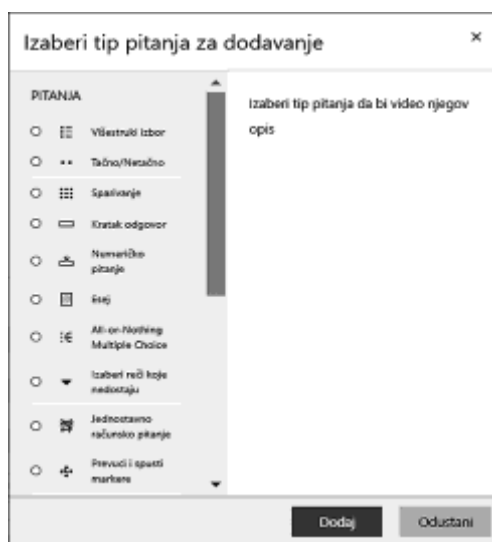 Izaberi tip pitanja za dodavanje
×
PITANJA
Izaberi tip pitanja da bi video njegov
opis
Višestruki izbor
Tačno/Netačno
Sparivanje
Kratak odgovor
Numeričko
pitanje
Esej
All-or-Nothing
Multiple Choice
Izaberi reči koje
nedostaju
Jednostavno
računsko pitanje
Prevuci i spusti
markere
Dodaj
Odustani